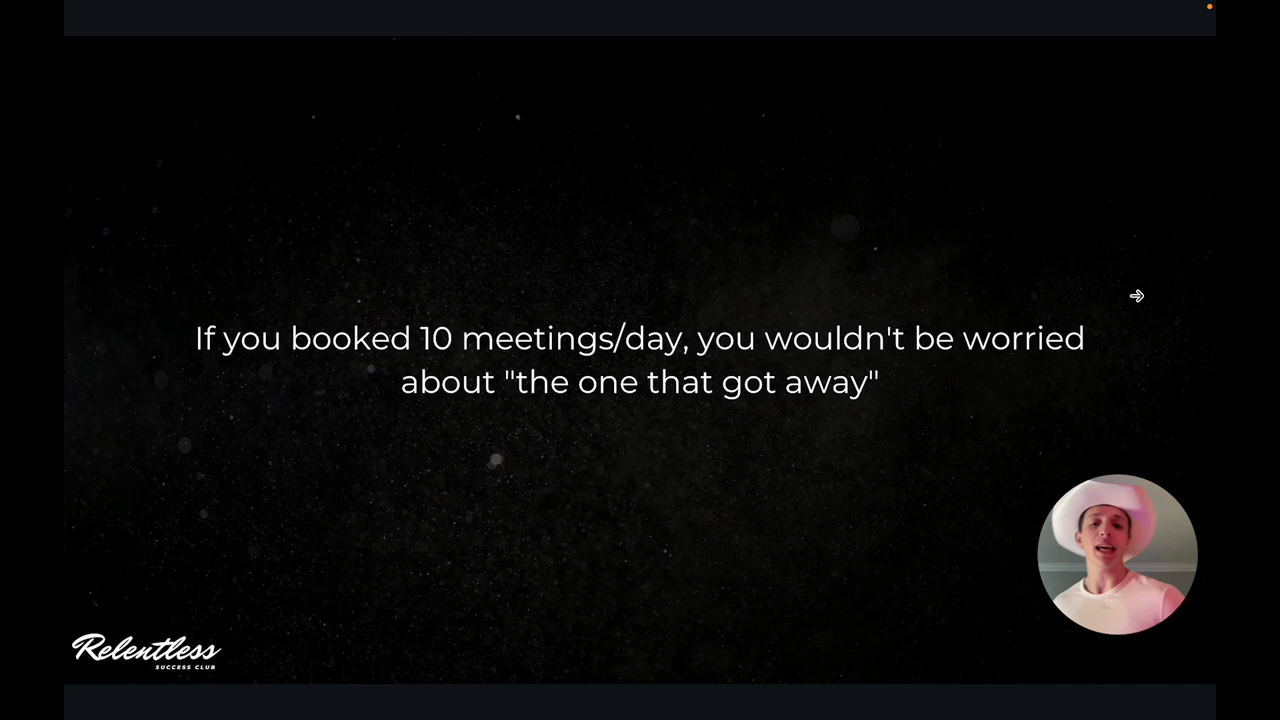 If you booked 10 meetings/day, you wouldn't be worried
about "the one that got away"
Relentless
SUCCESS CLUB